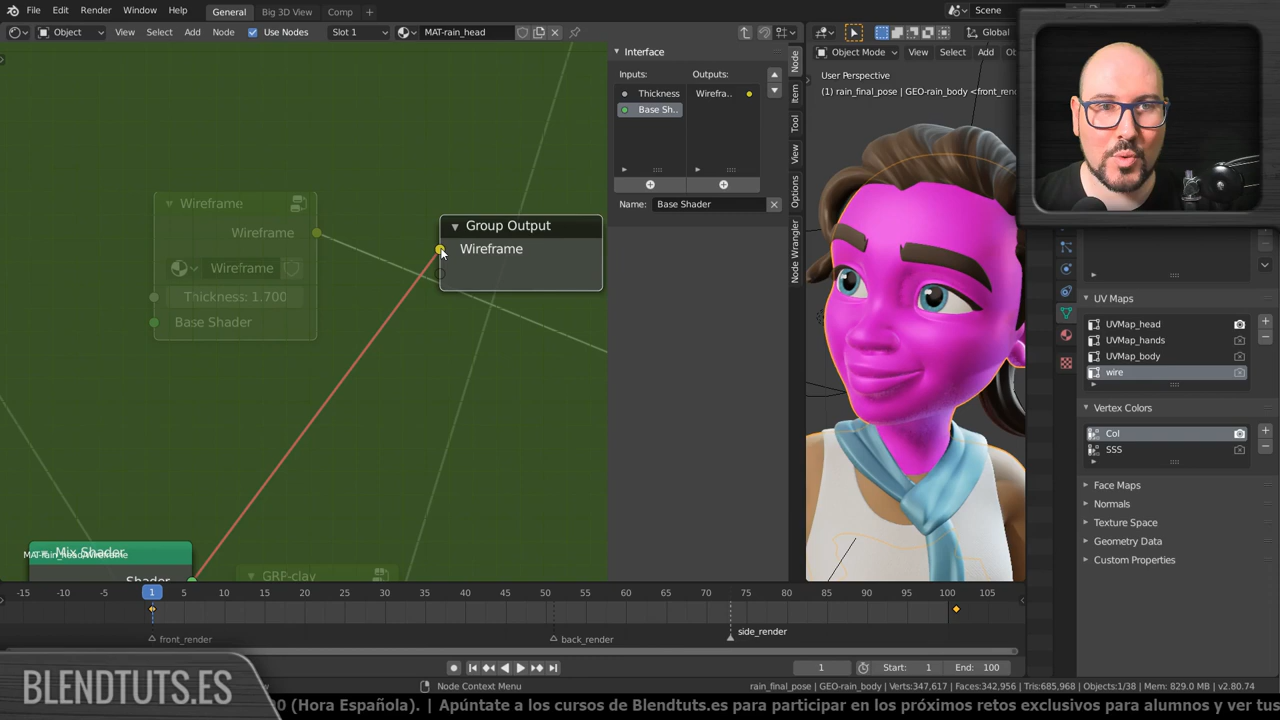 File Edit Render Window Help General Big 3D View Comp Scene
Object View Select Add Node Use Nodes Slot 1 MAT-rain_head
Global
Object Mode View Select Add
User Perspective
(1) rain_final_pose | GEO-rain_body <front_ren
Interface
Inputs: Outputs:
Thickness Wirefra..
Base Sh..
Name: Base Shader
Node
Item
Tool
View
Options
Node Wrangler
Wireframe
Wireframe
Wireframe
Thickness: 1.700
Base Shader
Group Output
Wireframe
Mix Shader
MAT-rain_head/Wireframe
Shader
GRP-clay
UV Maps
UVMap_head
UVMap_hands
UVMap_body
wire
Vertex Colors
Col
SSS
Face Maps
Normals
Texture Space
Geometry Data
Custom Properties
-15 -10 -5 1 5 10 15 20 25 30 35 40 45 50 55 60 65 70 75 80 85 90 95 100 105
front_render back_render side_render
1 Start: 1 End: 100
Node Context Menu rain_final_pose | GEO-rain_body | Verts:347,617 | Faces:342,956 | Tris:685,968 | Objects:1/38 | Mem: 829.0 MB | v2.80.74
BLENDTUTS.ES
00 (Hora Española). | Apúntate a los cursos de Blendtuts.es para participar en los próximos retos exclusivos para alumnos y ver tus